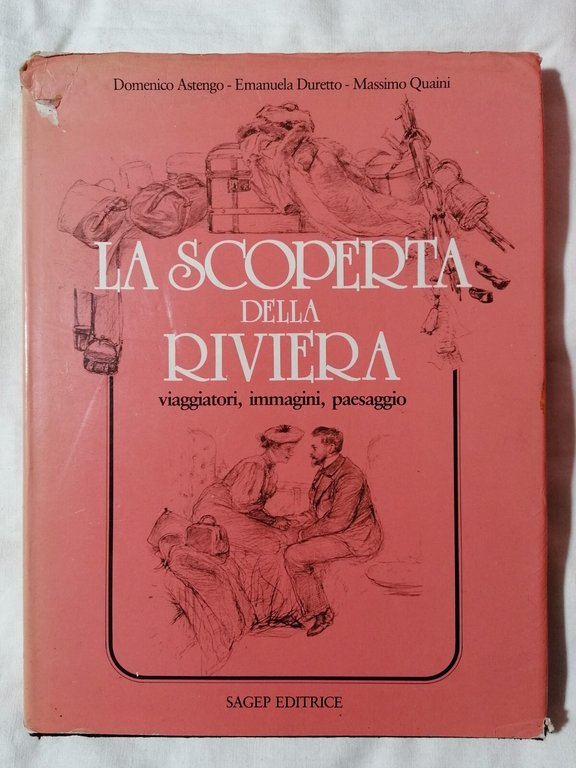 Domenico Astengo - Emanuela Duretto - Massimo Quaini
LA SCOPERTA
DELLA
RIVIERA
viaggiatori, immagini, paesaggio
SAGEP EDITRICE